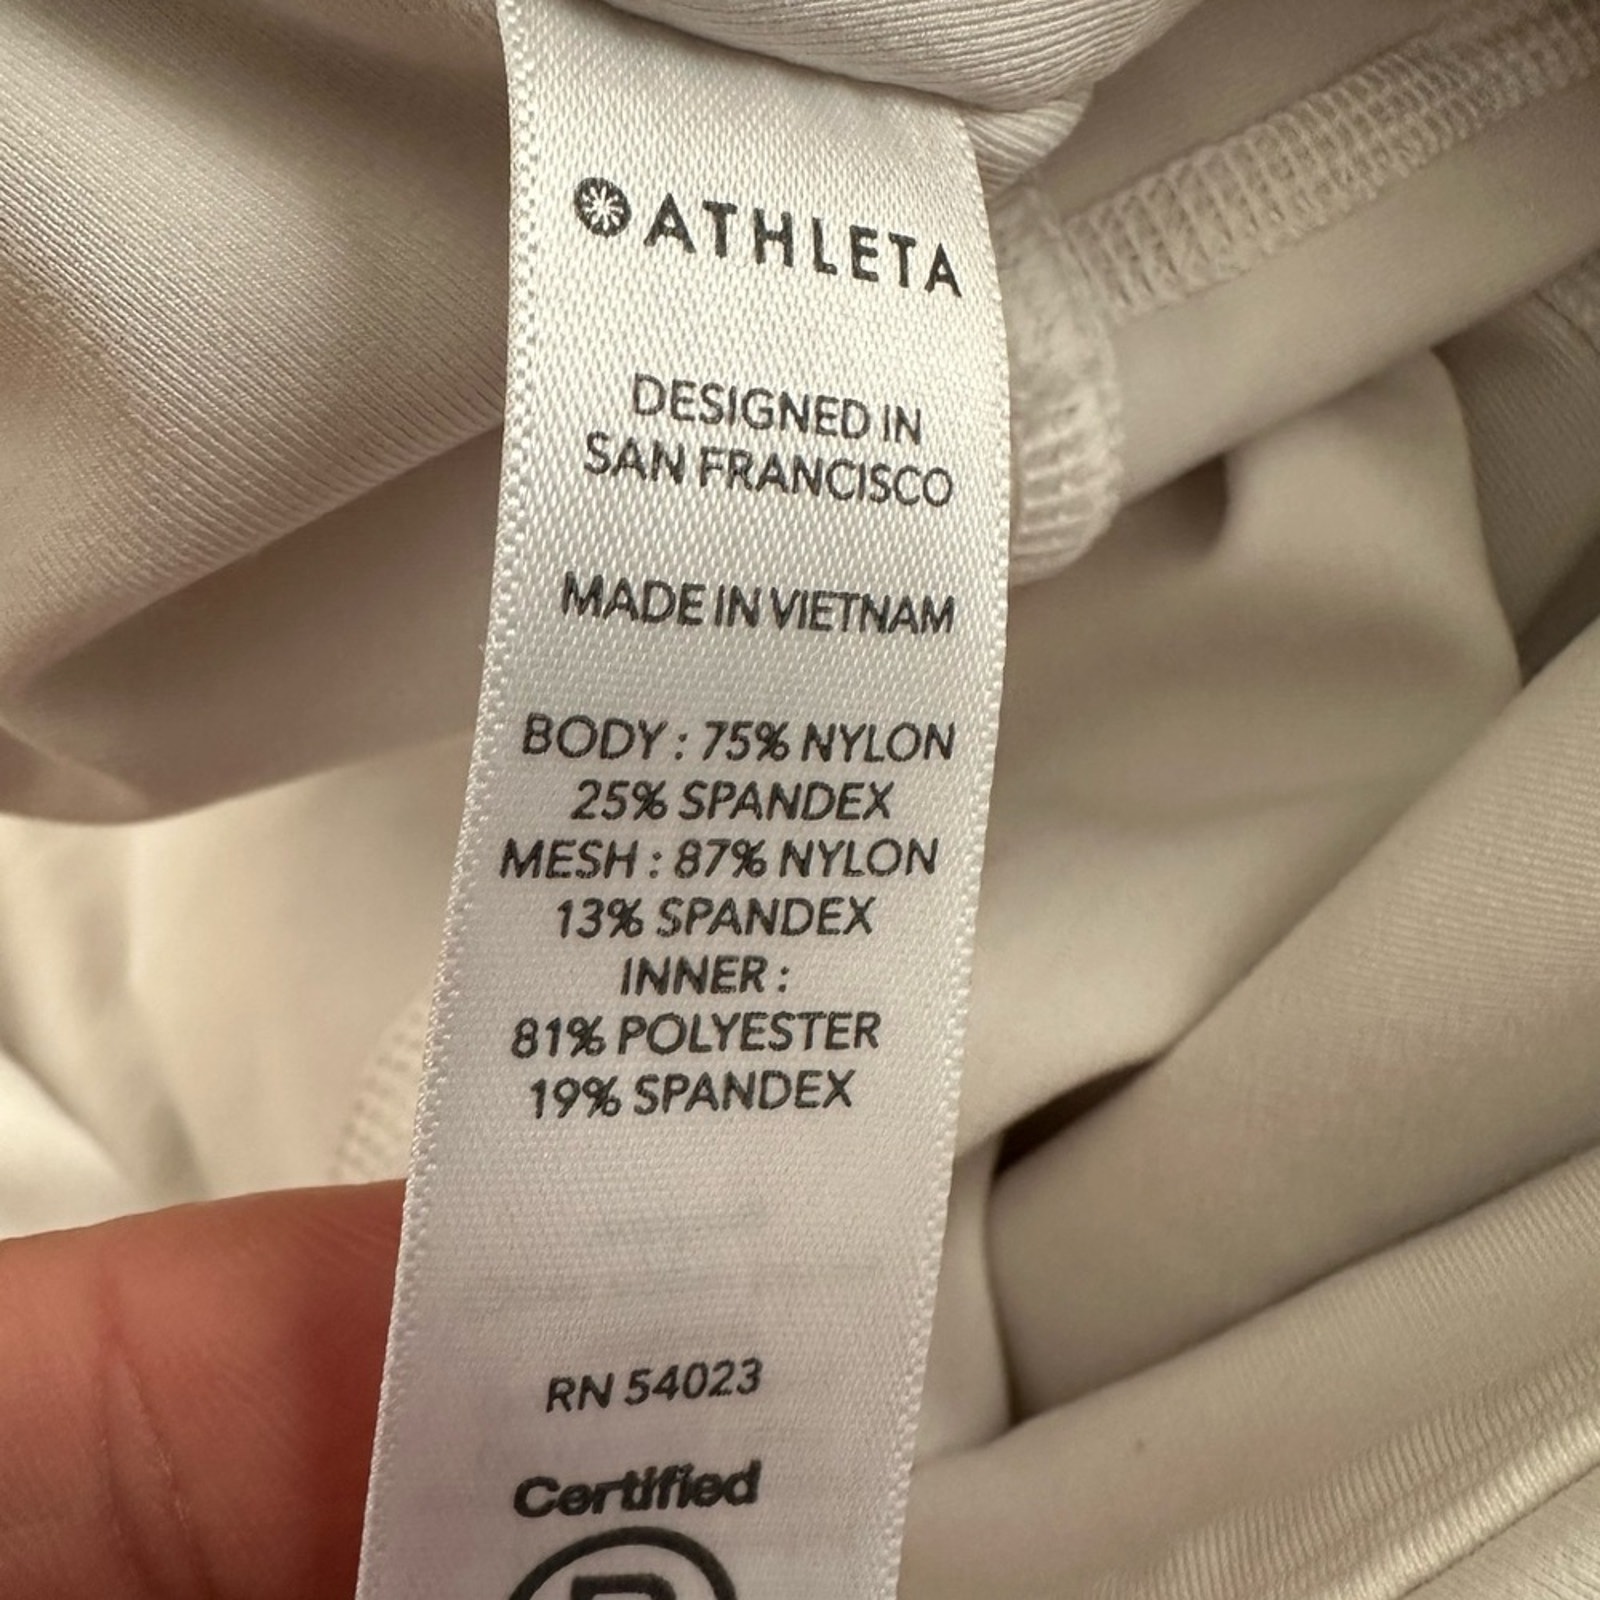 ATHLETA
DESIGNED IN
SAN FRANCISCO
MADE IN VIETNAM
BODY : 75% NYLON
25% SPANDEX
MESH : 87% NYLON
13% SPANDEX
INNER :
81% POLYESTER
19% SPANDEX
RN 54023
Certified